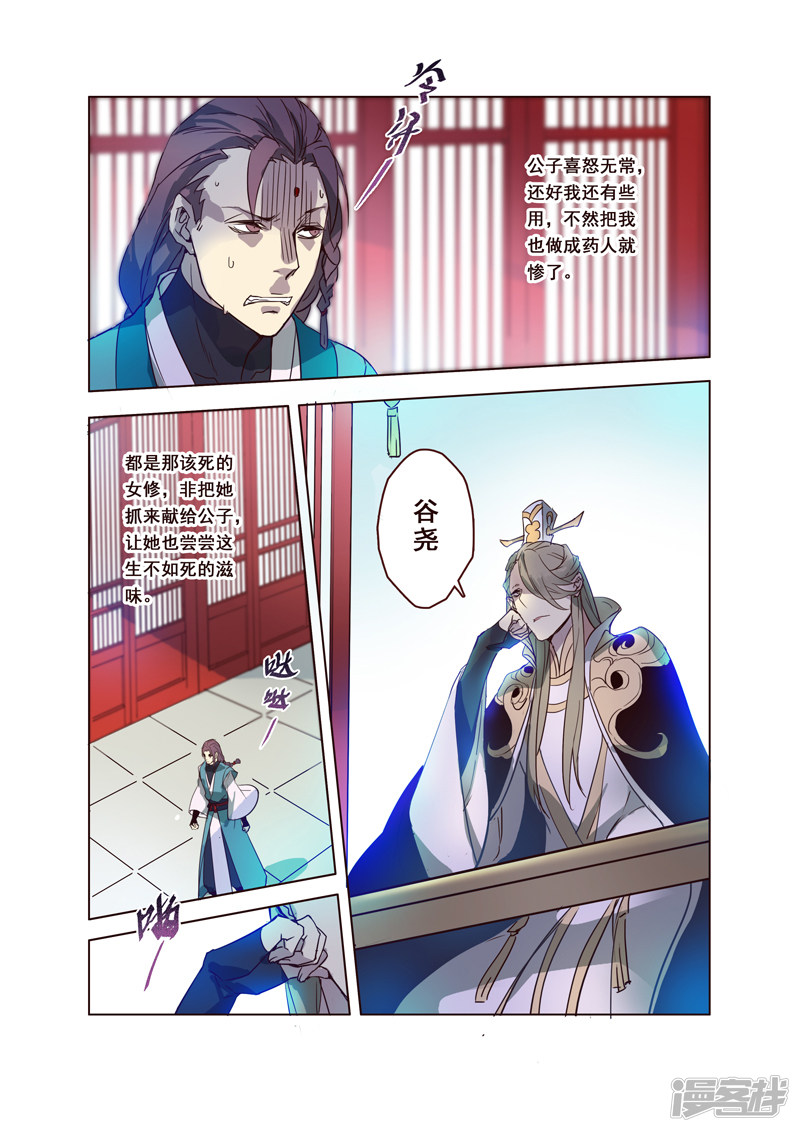 公子喜怒无常，
还好我还有些
用，不然把我
也做成药人就
惨了。
都是那该死的
女修，非把她
抓来献给公子，
让她也尝尝这
生不如死的滋
味。
谷尧
哒
哒
漫客栈